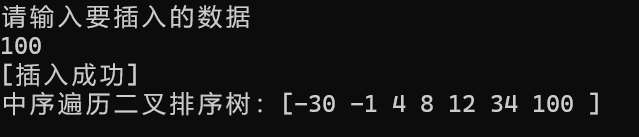 请输入要插入的数据
100
[插入成功]
中序遍历二叉排序树: [-30 -1 4 8 12 34 100 ]